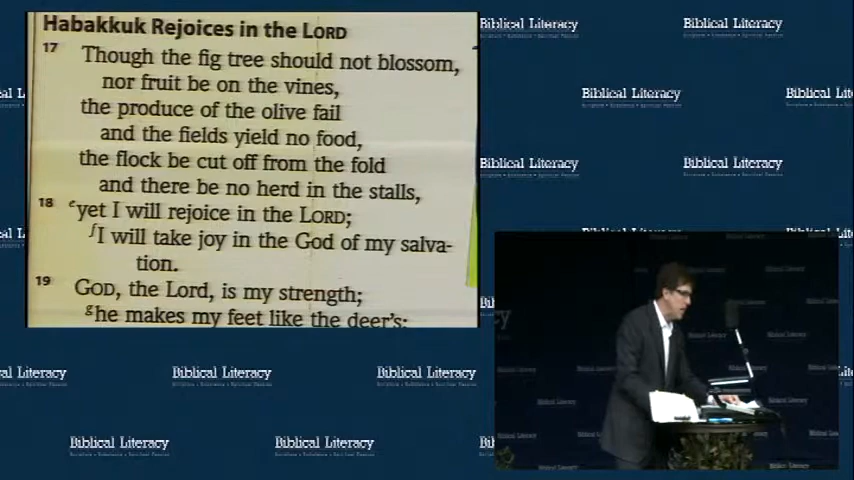 Habakkuk Rejoices in the LORD
17 Though the fig tree should not blossom,
nor fruit be on the vines,
the produce of the olive fail
and the fields yield no food,
the flock be cut off from the fold
and there be no herd in the stalls,
18 eyet I will rejoice in the LORD;
fI will take joy in the God of my salva-
tion.
19 GOD, the Lord, is my strength;
ghe makes my feet like the deer's;
Biblical Literacy
Biblical Literacy
Biblical Literacy
Biblical Literacy
Biblical Literacy
Biblical Literacy
Biblical Literacy
Biblical Literacy
Biblical Literacy
Biblical Literacy